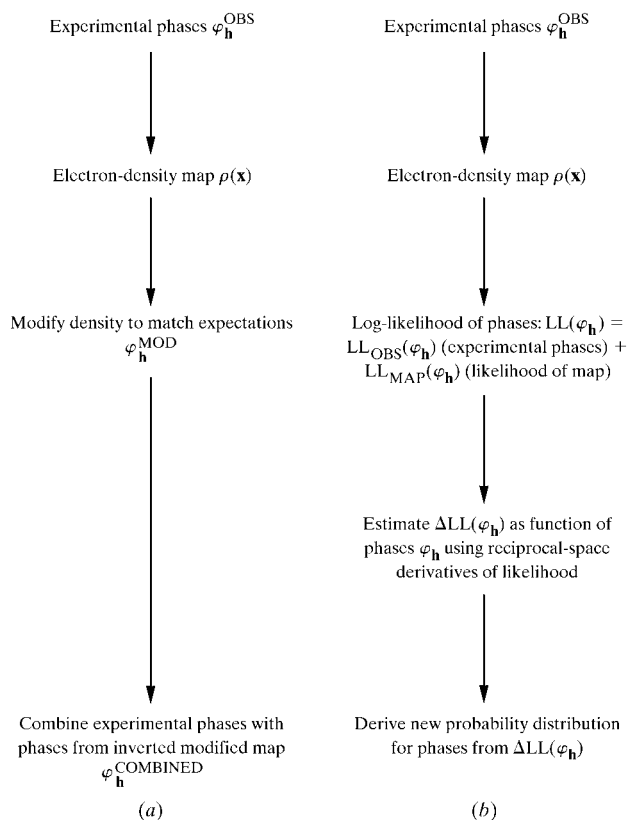 Experimental phases φ_h^OBS
Electron-density map ρ(x)
Modify density to match expectations
φ_h^MOD
Combine experimental phases with
phases from inverted modified map
φ_h^COMBINED
(a)
Experimental phases φ_h^OBS
Electron-density map ρ(x)
Log-likelihood of phases: LL(φ_h) =
LL_OBS(φ_h) (experimental phases) +
LL_MAP(φ_h) (likelihood of map)
Estimate ΔLL(φ_h) as function of
phases φ_h using reciprocal-space
derivatives of likelihood
Derive new probability distribution
for phases from ΔLL(φ_h)
(b)